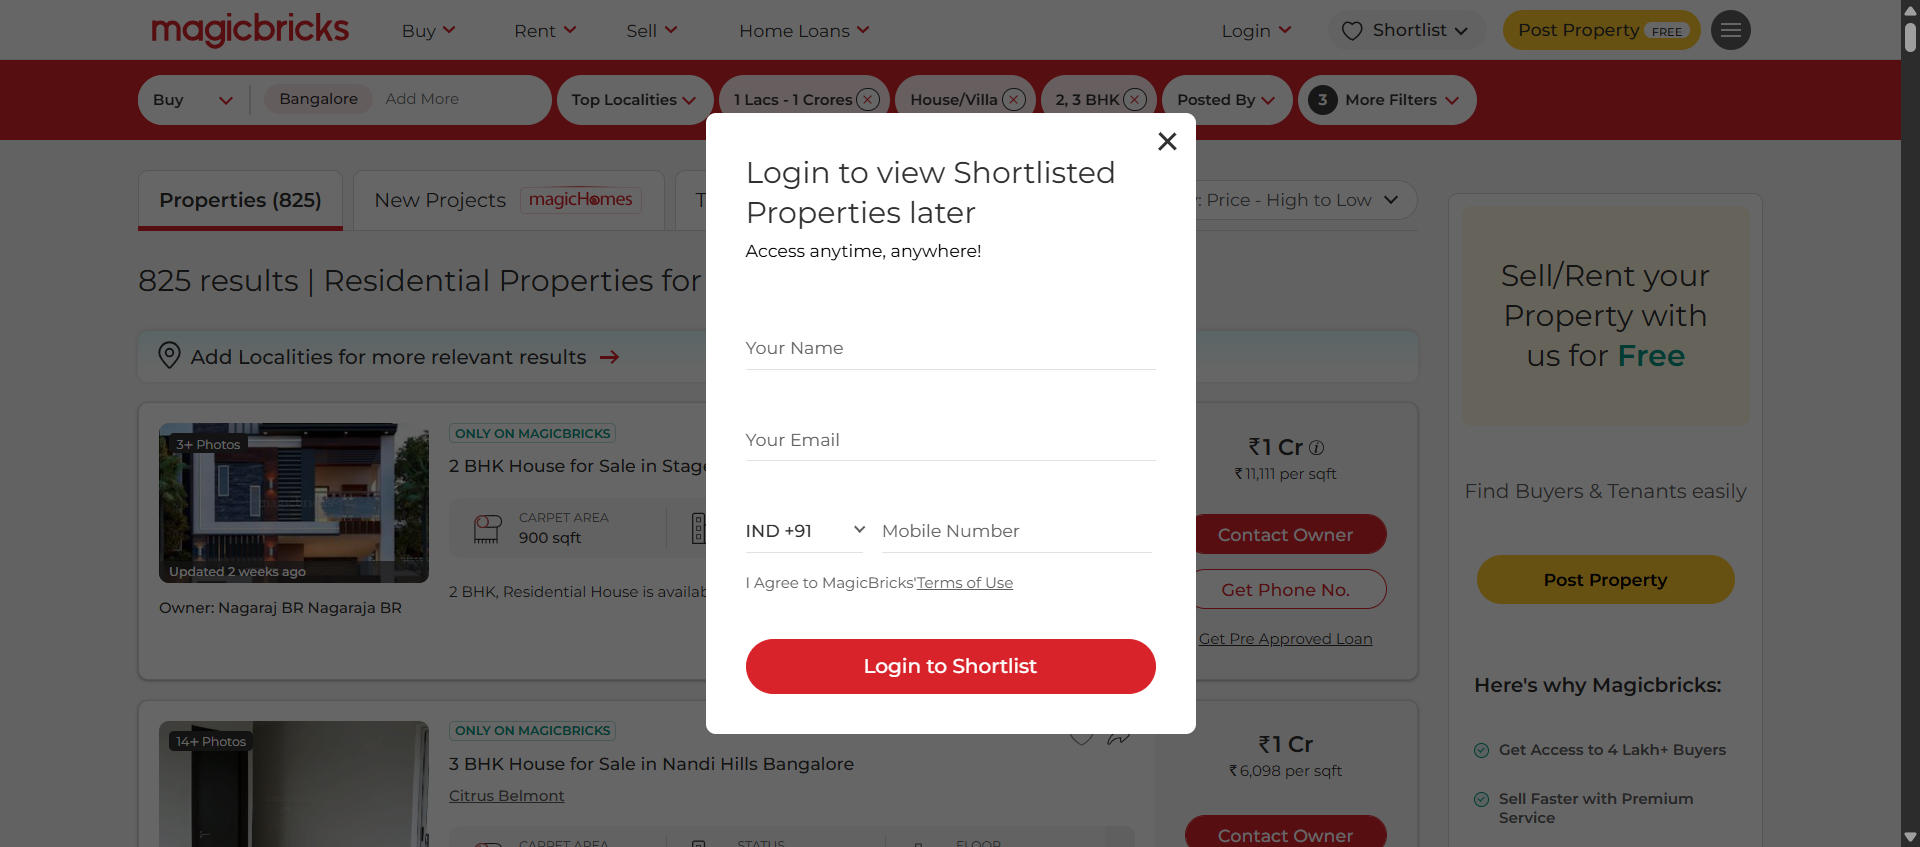 magicbricks
Buy
Rent
Sell
Home Loans
Login
Shortlist
Post Property FREE
Buy
Bangalore
Add More
Top Localities
1 Lacs - 1 Crores
House/Villa
2, 3 BHK
Posted By
3 More Filters
Properties (825)
New Projects magicHomes
T
: Price - High to Low
825 results | Residential Properties for
Add Localities for more relevant results
Login to view Shortlisted
Properties later
Access anytime, anywhere!
Your Name
Your Email
IND +91
Mobile Number
I Agree to MagicBricks'Terms of Use
Login to Shortlist
3+ Photos
Updated 2 weeks ago
Owner: Nagaraj BR Nagaraja BR
ONLY ON MAGICBRICKS
2 BHK House for Sale in Stage
CARPET AREA
900 sqft
2 BHK, Residential House is availab
₹1 Cr
₹11,111 per sqft
Contact Owner
Get Phone No.
Get Pre Approved Loan
14+ Photos
ONLY ON MAGICBRICKS
3 BHK House for Sale in Nandi Hills Bangalore
Citrus Belmont
CARPET AREA
STATUS
FLOOR
₹1 Cr
₹6,098 per sqft
Contact Owner
Sell/Rent your
Property with
us for Free
Find Buyers & Tenants easily
Post Property
Here's why Magicbricks:
Get Access to 4 Lakh+ Buyers
Sell Faster with Premium
Service